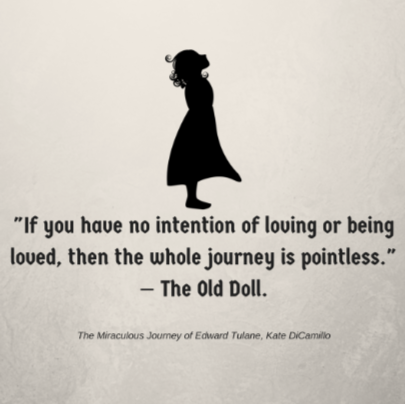 "If you have no intention of loving or being
loved, then the whole journey is pointless."
– The Old Doll.
The Miraculous Journey of Edward Tulane, Kate DiCamillo